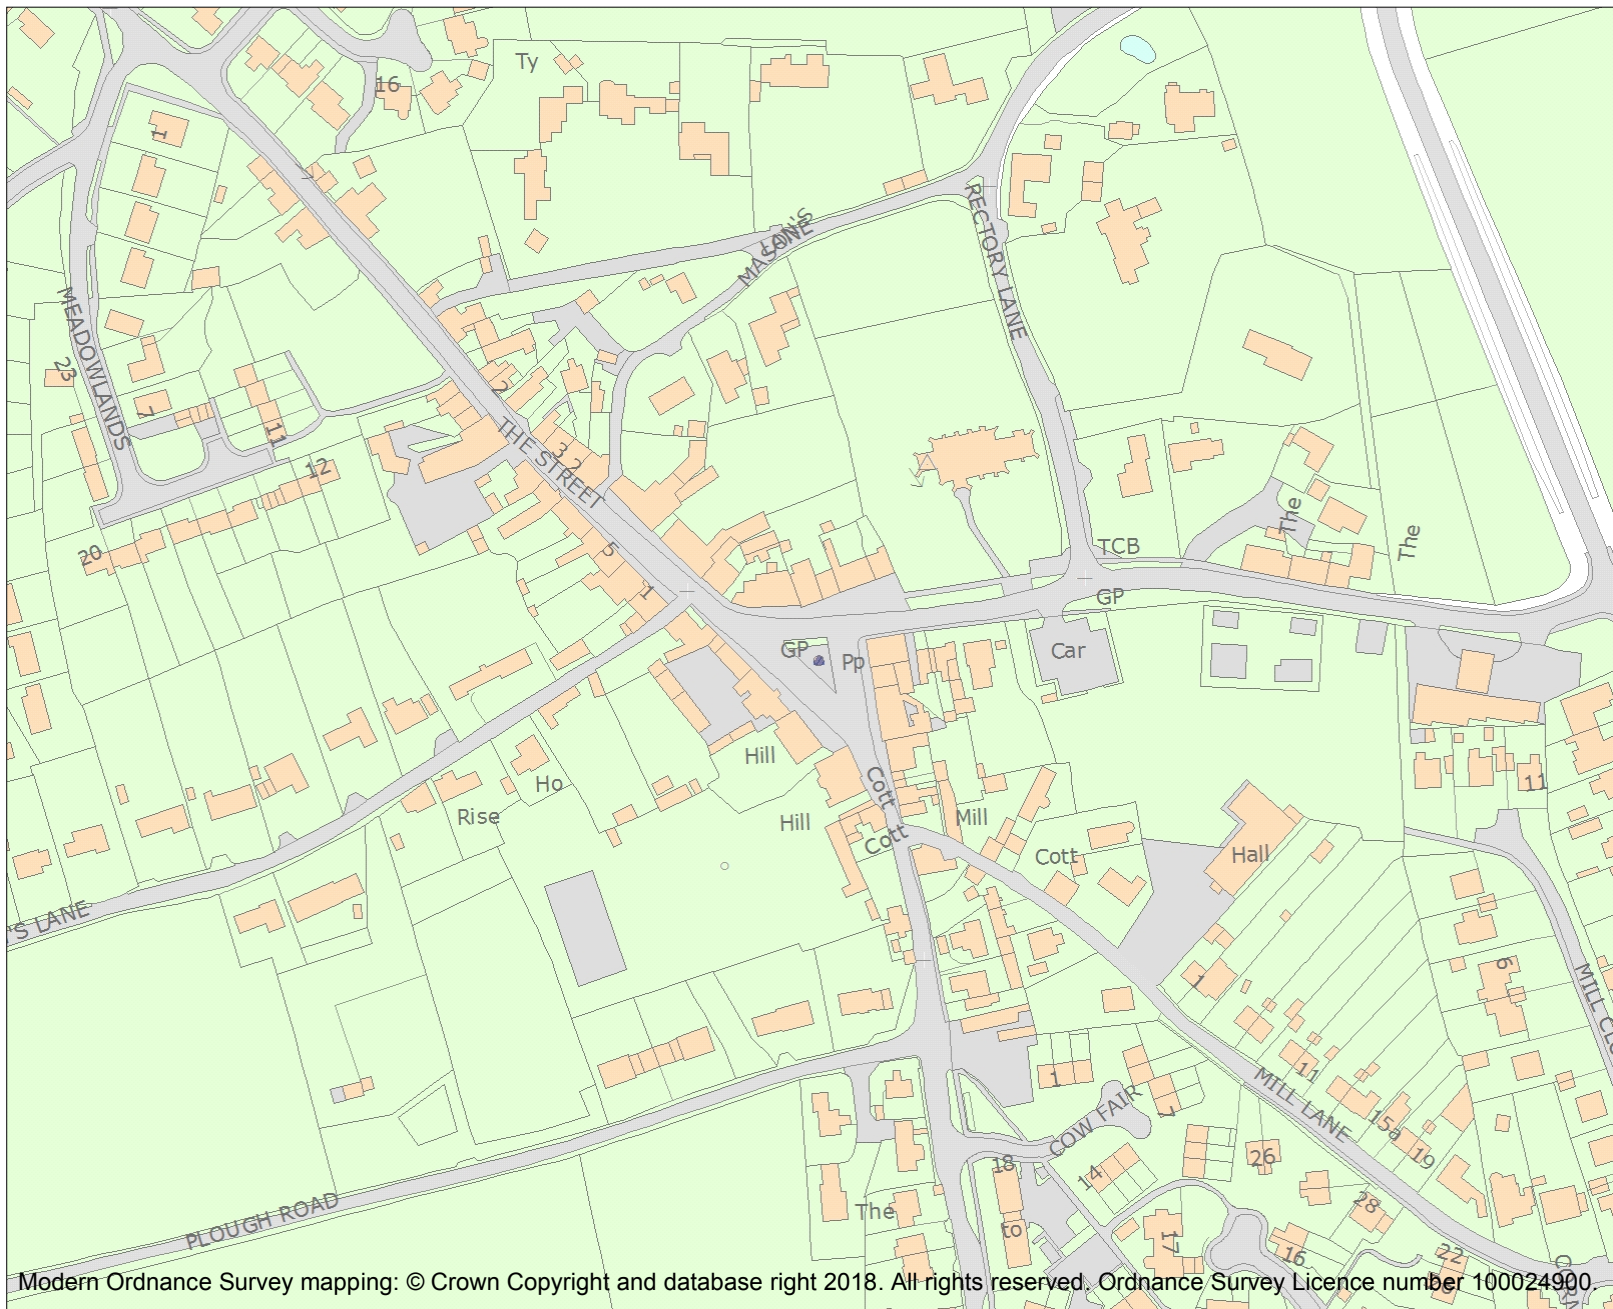 Ty
16
1
7
MASON'S
LANE
RECTORY LANE
MEADOWLANDS
23
7
11
12
20
2
THE STREET
3
2
5
1
The
The
TCB
GP
GP
Pp
Car
Hill
Ho
Rise
Hill
Cott
Cott
Mill
Cott
Hall
11
'S LANE
1
6
MILL CLO
1
COW FAIR
7
11
MILL LANE
15a
19
18
14
26
28
The
to
17
16
22
PLOUGH ROAD
Modern Ordnance Survey mapping: © Crown Copyright and database right 2018. All rights reserved. Ordnance Survey Licence number 100024900.